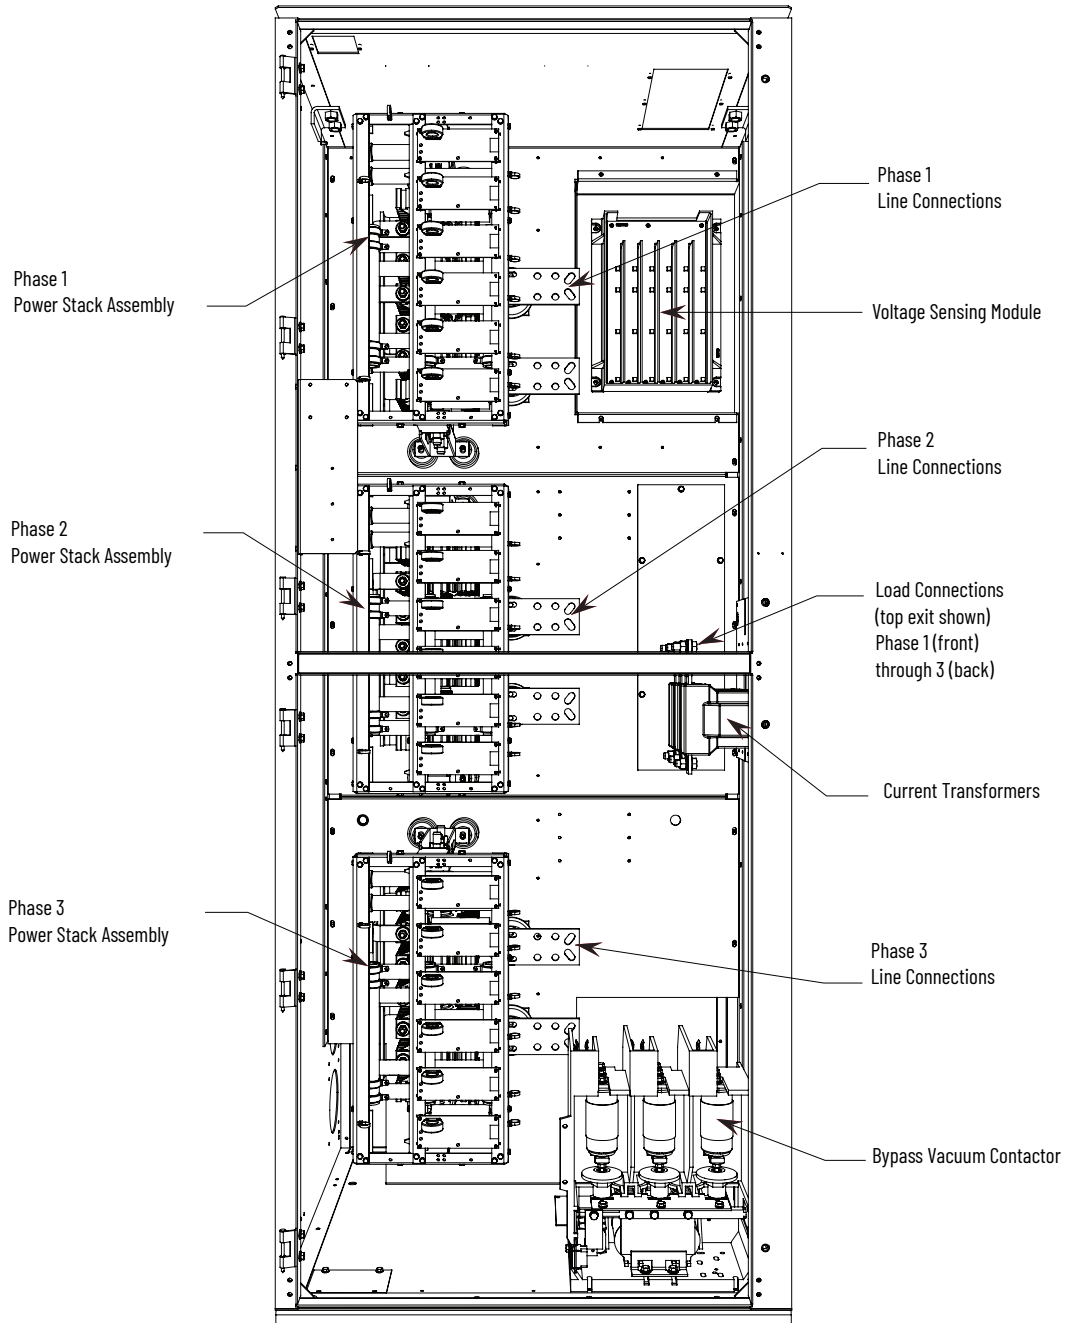 Phase 1
Line Connections
Phase 1
Power Stack Assembly
Voltage Sensing Module
Phase 2
Line Connections
Phase 2
Power Stack Assembly
Load Connections
(top exit shown)
Phase 1 (front)
through 3 (back)
Current Transformers
Phase 3
Power Stack Assembly
Phase 3
Line Connections
Bypass Vacuum Contactor